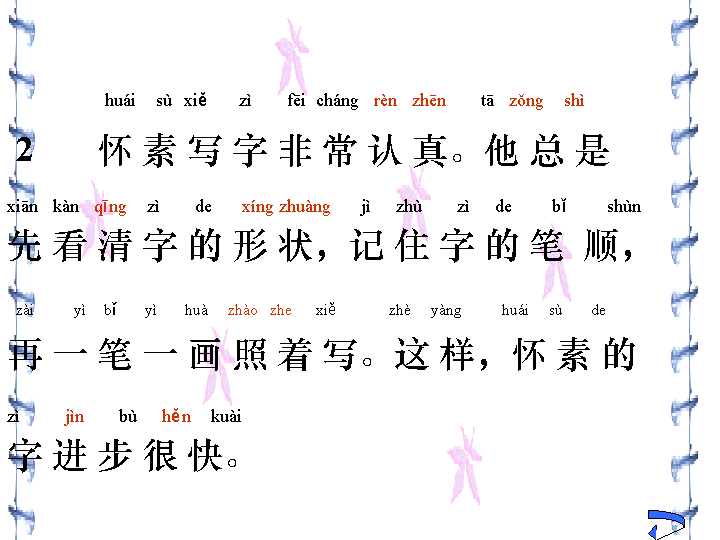 huái sù xiě zì fēi cháng rèn zhēn tā zǒng shì
2 怀素写字非常认真。他总是
xiān kàn qīng zì de xíng zhuàng jì zhù zì de bǐ shùn
先看清字的形状，记住字的笔顺，
zài yì bǐ yì huà zhào zhe xiě zhè yàng huái sù de
再一笔一画照着写。这样，怀素的
zì jìn bù hěn kuài
字进步很快。